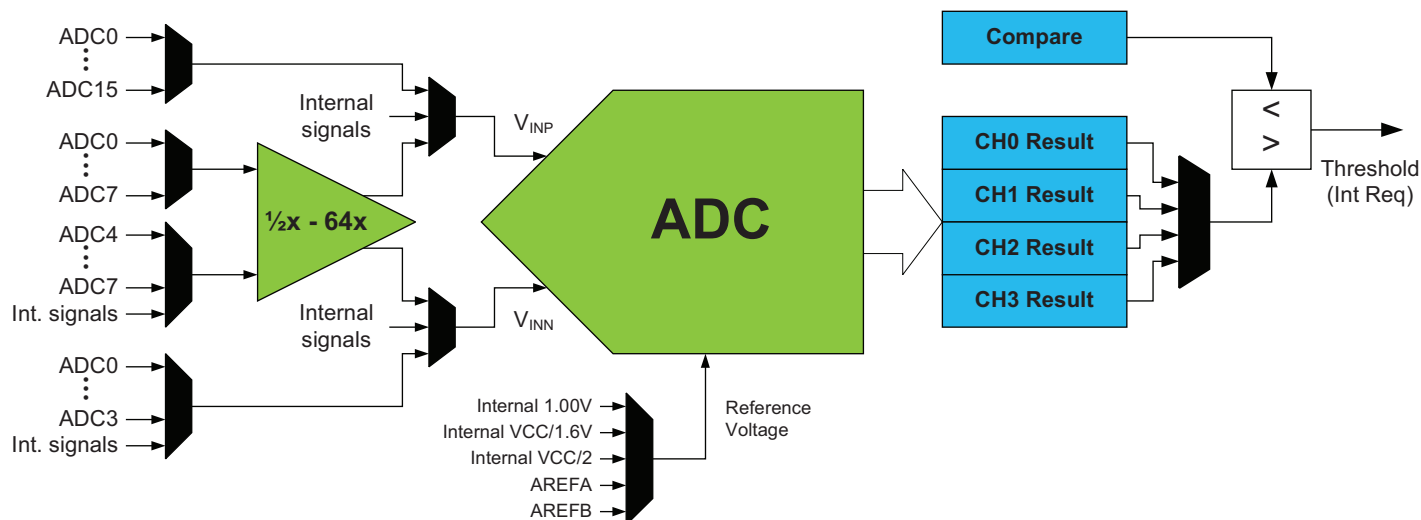 ADC0
ADC15
ADC0
ADC7
ADC4
ADC7
Int. signals
ADC0
ADC3
Int. signals
½x - 64x
Internal
signals
Internal
signals
VINP
VINN
ADC
Internal 1.00V
Internal VCC/1.6V
Internal VCC/2
AREFA
AREFB
Reference
Voltage
Compare
CH0 Result
CH1 Result
CH2 Result
CH3 Result
<
>
Threshold
(Int Req)